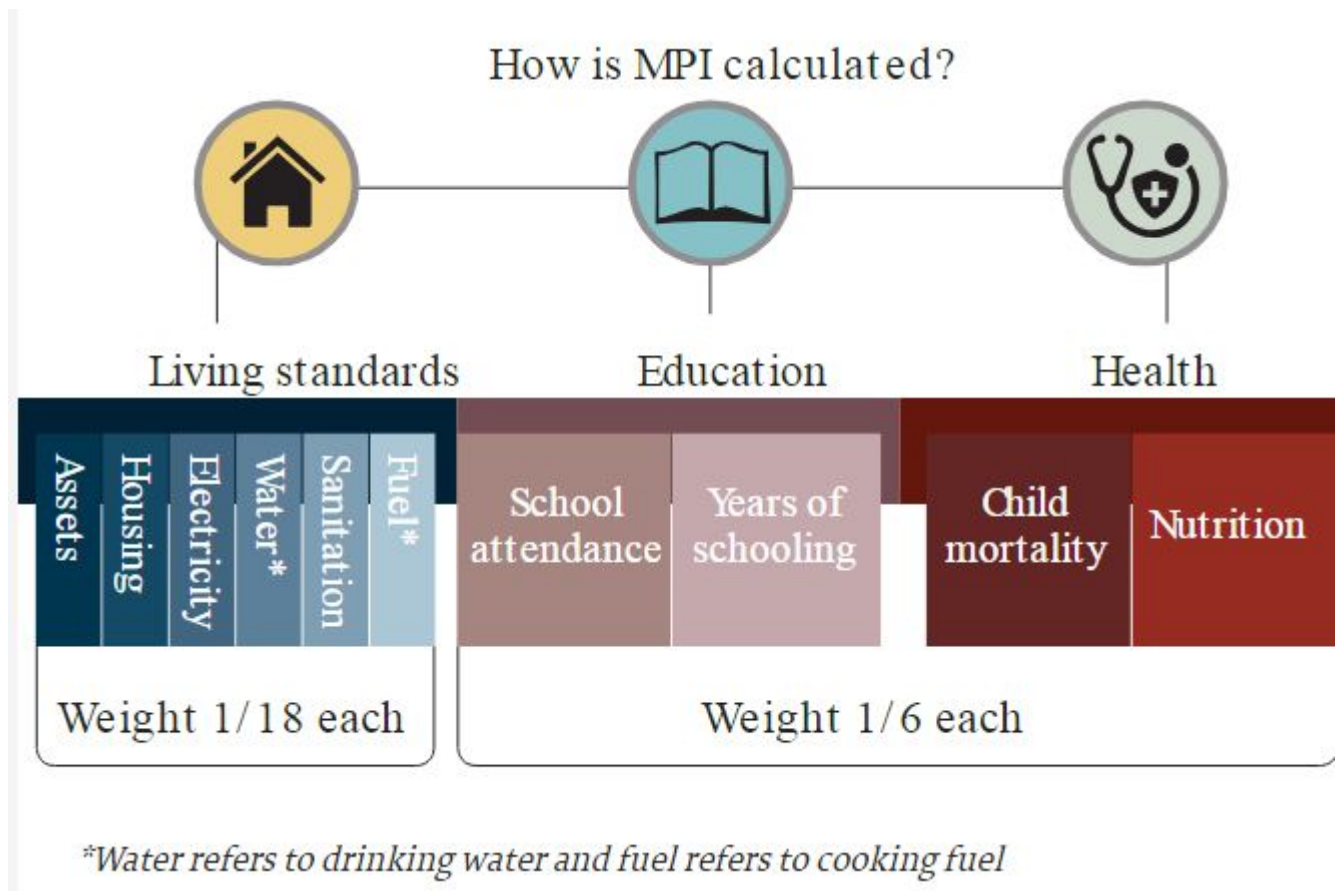 How is MPI calculated?
Living standards
Education
Health
Assets
Housing
Electricity
Water*
Sanitation
Fuel*
School
attendance
Years of
schooling
Child
mortality
Nutrition
Weight 1/18 each
Weight 1/6 each
*Water refers to drinking water and fuel refers to cooking fuel